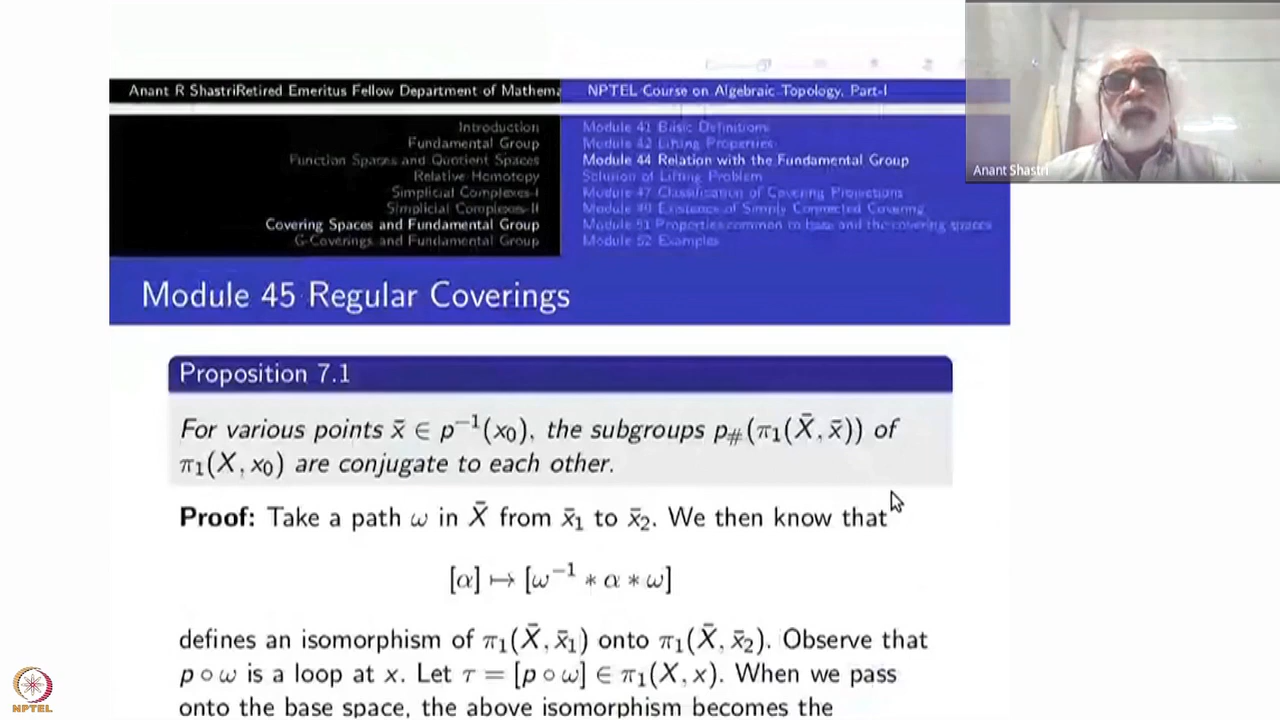 Anant R ShastriRetired Emeritus Fellow Department of Mathema
NPTEL Course on Algebraic Topology, Part-I
Introduction
Fundamental Group
Function Spaces and Quotient Spaces
Relative Homotopy
Simplicial Complexes-I
Simplicial Complexes-II
Covering Spaces and Fundamental Group
G-Coverings and Fundamental Group
Module 41 Basic Definitions
Module 42 Lifting Properties
Module 44 Relation with the Fundamental Group
Solution of Lifting Problem
Module 47 Classification of Covering Projections
Module 49 Existence of Simply Connected Covering
Module 51 Properties common to base and the covering spaces
Module 52 Examples
Anant Shastri
Module 45 Regular Coverings
Proposition 7.1
For various points x̄ ∈ p⁻¹(x₀), the subgroups p#(π₁(X̄, x̄)) of
π₁(X, x₀) are conjugate to each other.
Proof: Take a path ω in X̄ from x̄₁ to x̄₂. We then know that
[α] ↦ [ω⁻¹ * α * ω]
defines an isomorphism of π₁(X̄, x̄₁) onto π₁(X̄, x̄₂). Observe that
p ∘ ω is a loop at x. Let τ = [p ∘ ω] ∈ π₁(X, x). When we pass
onto the base space, the above isomorphism becomes the
NPTEL